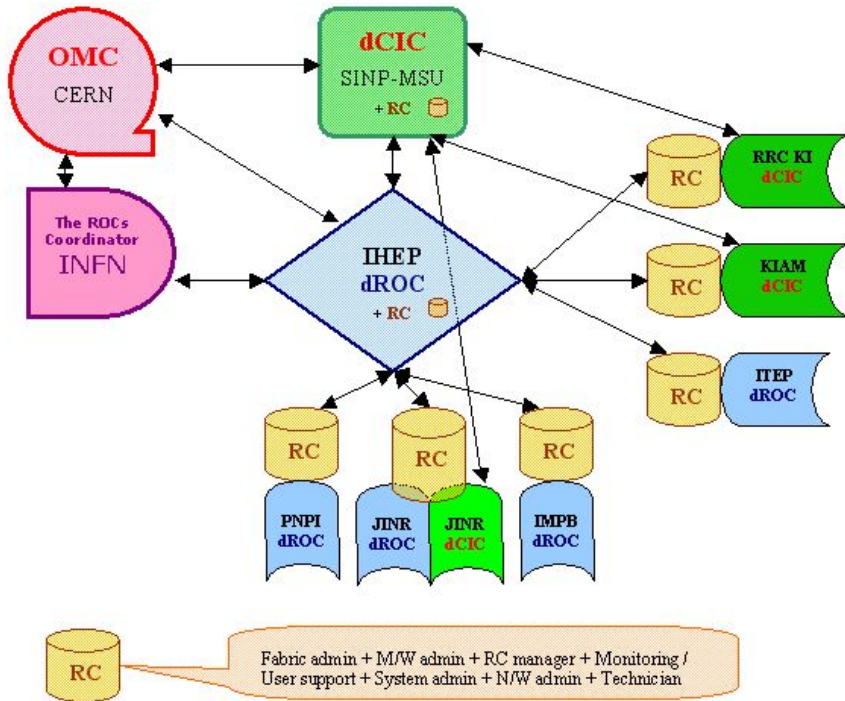 OMC
CERN
dCIC
SINP-MSU
+ RC
The ROCs
Coordinator
INFN
IHEP
dROC
+ RC
RC
RRC KI
dCIC
RC
KIAM
dCIC
RC
ITEP
dROC
RC
RC
RC
PNPI
dROC
JINR
dROC
JINR
dCIC
IMPB
dROC
RC
Fabric admin + M/W admin + RC manager + Monitoring /
User support + System admin + N/W admin + Technician